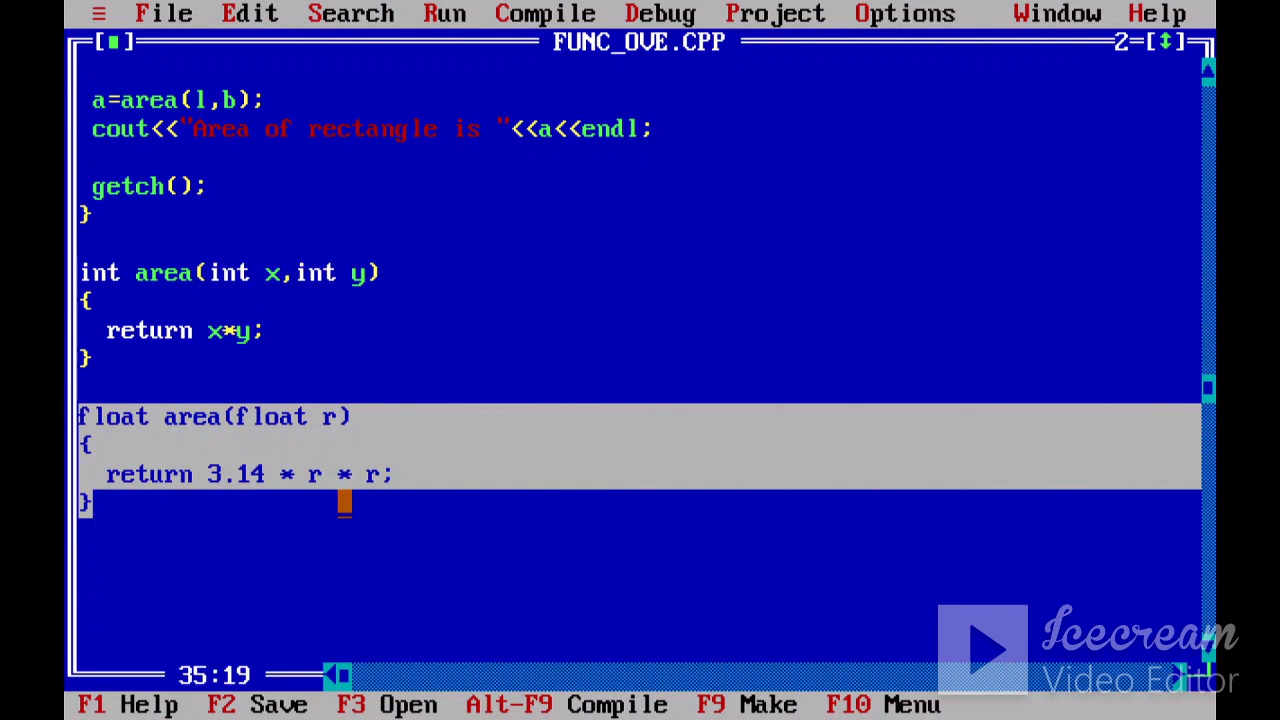 ≡ File Edit Search Run Compile Debug Project Options Window Help
[■] FUNC_OVE.CPP 2=[↕]
a=area(l,b);
cout<<"Area of rectangle is "<<a<<endl;
getch();
}
int area(int x,int y)
{
return x*y;
}
float area(float r)
{
return 3.14 * r * r;
}
35:19
F1 Help F2 Save F3 Open Alt-F9 Compile F9 Make F10 Menu
Icecream
Video Editor